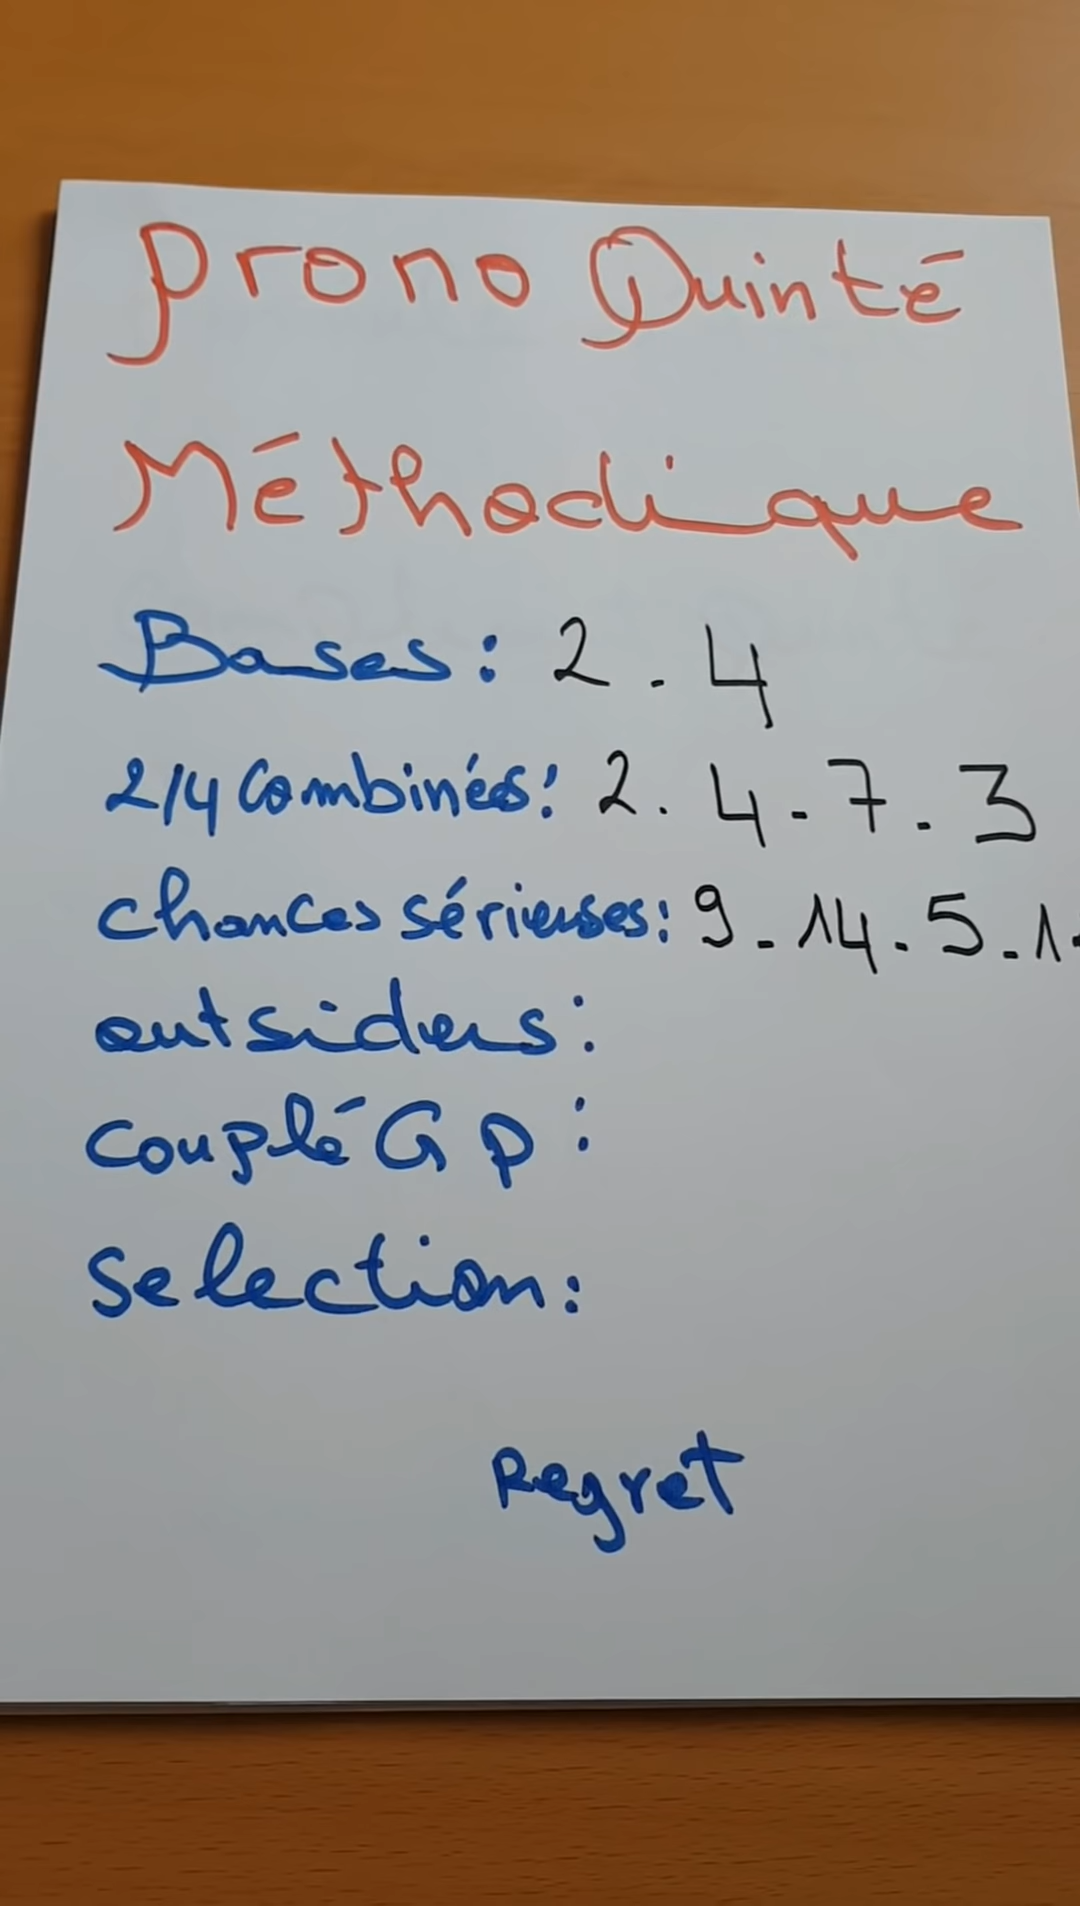 Prono Quinté
Méthodique
Bases: 2. 4
2/4 Combinées: 2. 4-7.3
Chances sérieuses: 9-14.5.1
outsiders:
couplé G P:
Selection:
Regret